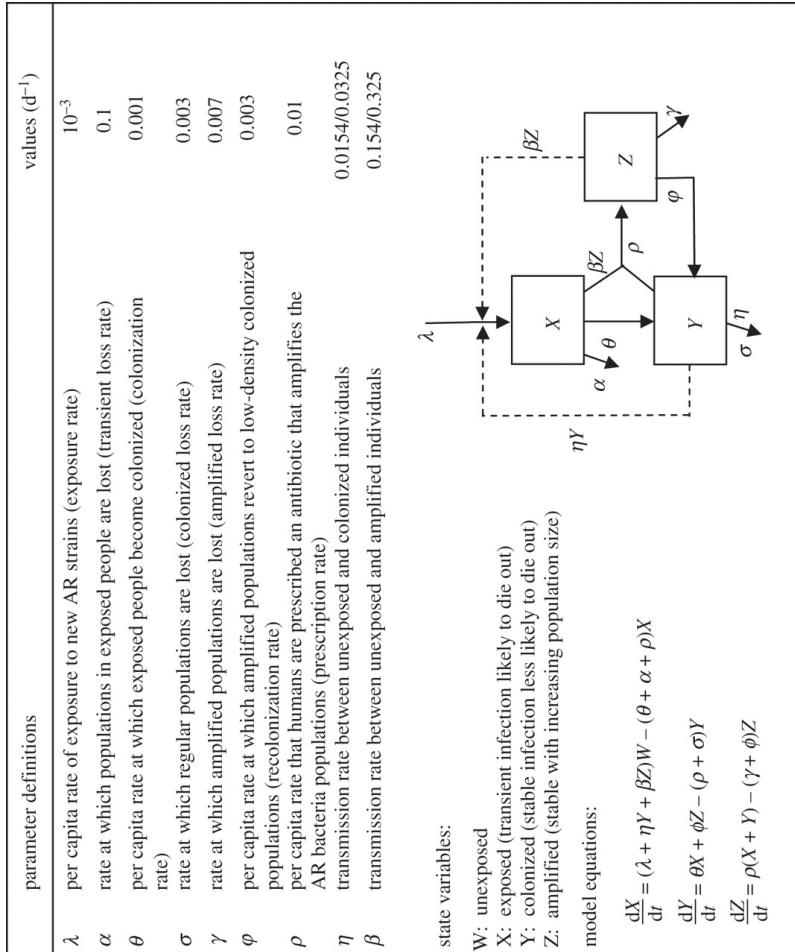 parameter definitions values (d⁻¹)
λ per capita rate of exposure to new AR strains (exposure rate) 10⁻³
α rate at which populations in exposed people are lost (transient loss rate) 0.1
θ per capita rate at which exposed people become colonized (colonization 0.001
rate)
σ rate at which regular populations are lost (colonized loss rate) 0.003
γ rate at which amplified populations are lost (amplified loss rate) 0.007
φ per capita rate at which amplified populations revert to low-density colonized 0.003
populations (recolonization rate)
ρ per capita rate that humans are prescribed an antibiotic that amplifies the 0.01
AR bacteria populations (prescription rate)
η transmission rate between unexposed and colonized individuals 0.0154/0.0325
β transmission rate between unexposed and amplified individuals 0.154/0.325
state variables:
W: unexposed
X: exposed (transient infection likely to die out)
Y: colonized (stable infection less likely to die out)
Z: amplified (stable with increasing population size)
model equations:
dX/dt = (λ + ηY + βZ)W – (θ + α + ρ)X
dY/dt = θX + ϕZ – (ρ + σ)Y
dZ/dt = ρ(X + Y) – (γ + ϕ)Z
λ
βZ
X
βZ
α
θ
ρ
Z
γ
φ
ηY
Y
σ
η